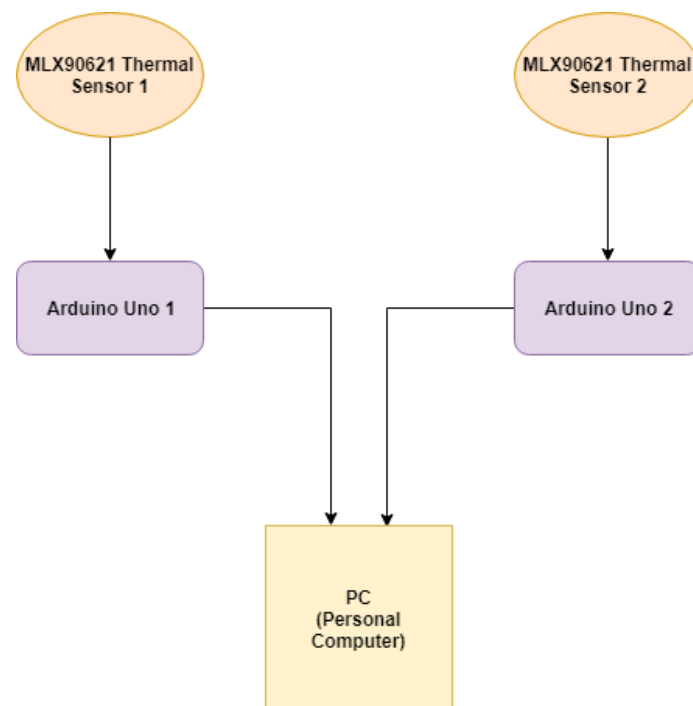 MLX90621 Thermal
Sensor 1
MLX90621 Thermal
Sensor 2
Arduino Uno 1
Arduino Uno 2
PC
(Personal
Computer)